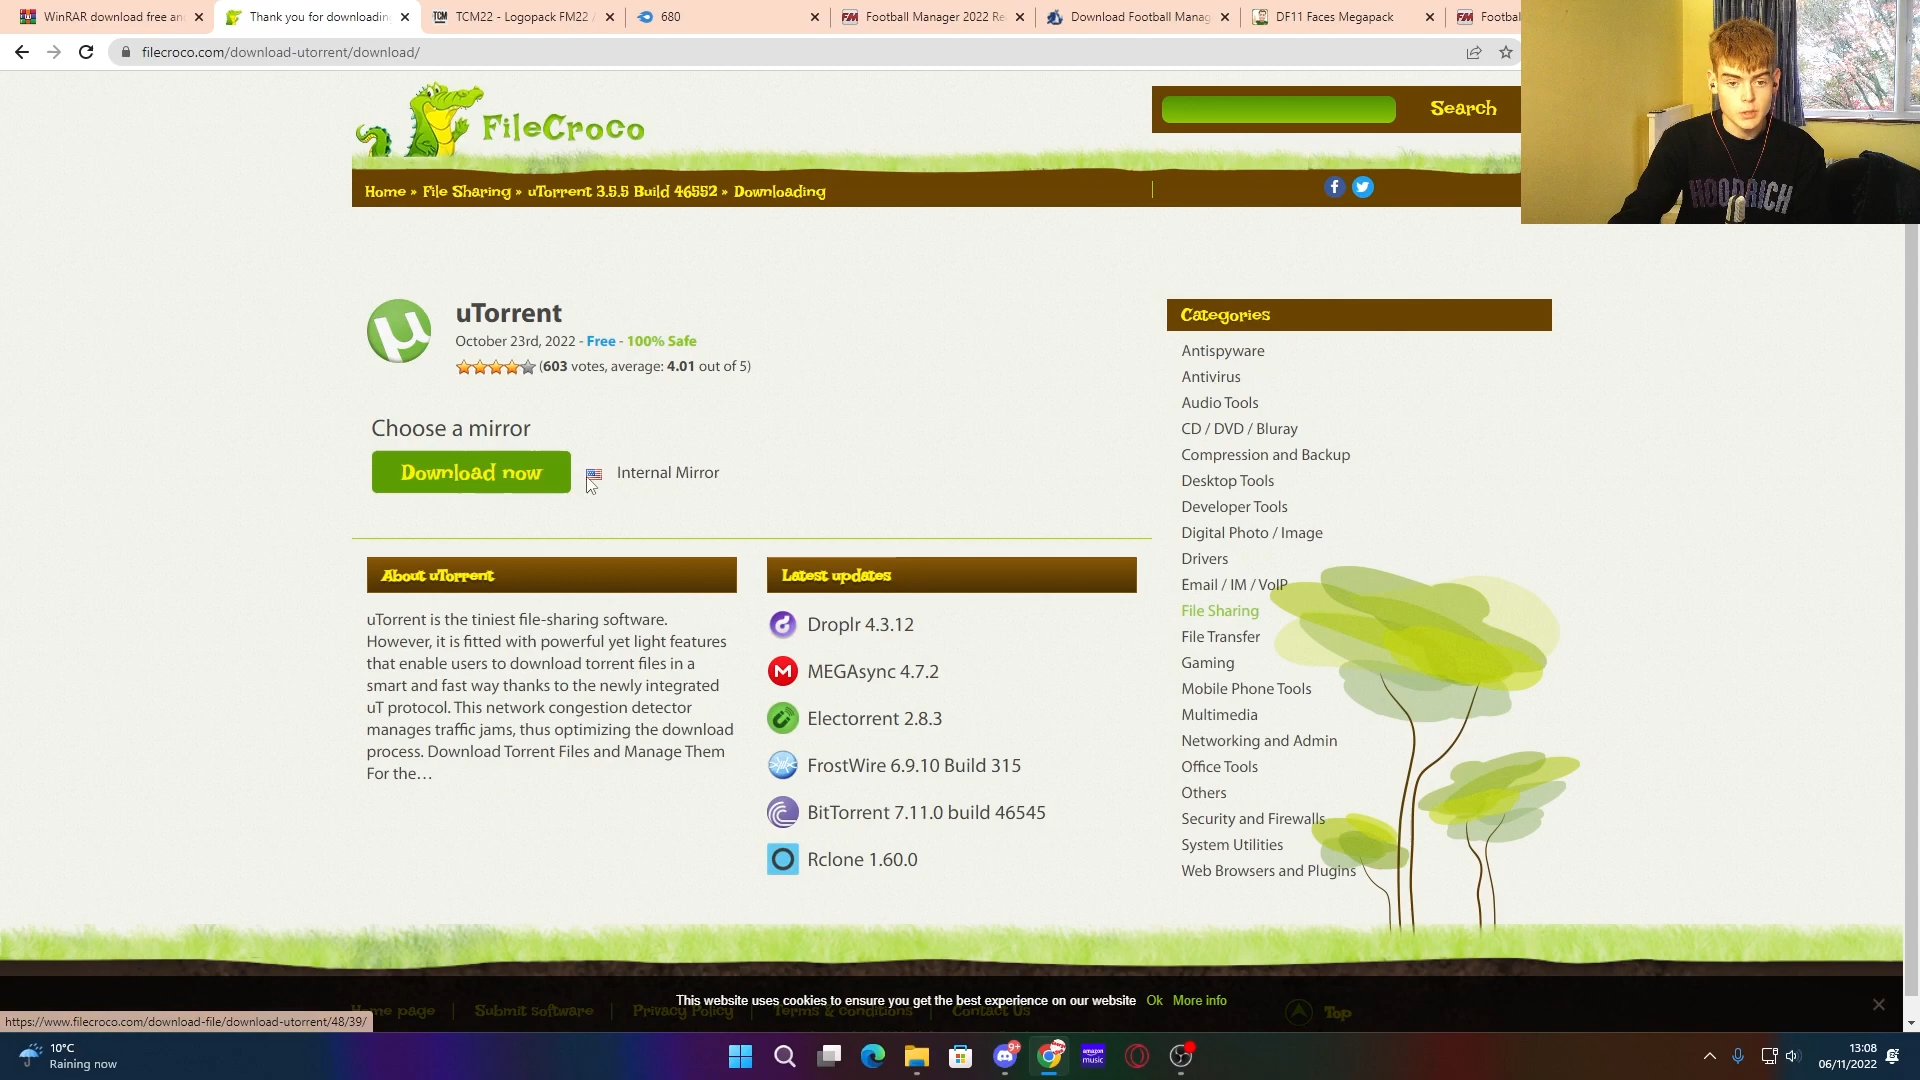 WinRAR download free an
Thank you for downloadin
TCM22 - Logopack FM22
680
Football Manager 2022 Re
Download Football Manag
DF11 Faces Megapack
Footbal
filecroco.com/download-utorrent/download/
FileCroco
Search
Home » File Sharing » uTorrent 3.5.5 Build 46552 » Downloading
HOODRICH
uTorrent
October 23rd, 2022 - Free - 100% Safe
(603 votes, average: 4.01 out of 5)
Choose a mirror
Download now
Internal Mirror
Categories
Antispyware
Antivirus
Audio Tools
CD / DVD / Bluray
Compression and Backup
Desktop Tools
Developer Tools
Digital Photo / Image
Drivers
Email / IM / VoIP
File Sharing
File Transfer
Gaming
Mobile Phone Tools
Multimedia
Networking and Admin
Office Tools
Others
Security and Firewalls
System Utilities
Web Browsers and Plugins
About uTorrent
uTorrent is the tiniest file-sharing software.
However, it is fitted with powerful yet light features
that enable users to download torrent files in a
smart and fast way thanks to the newly integrated
uT protocol. This network congestion detector
manages traffic jams, thus optimizing the download
process. Download Torrent Files and Manage Them
For the…
Latest updates
Droplr 4.3.12
MEGAsync 4.7.2
Electorrent 2.8.3
FrostWire 6.9.10 Build 315
BitTorrent 7.11.0 build 46545
Rclone 1.60.0
This website uses cookies to ensure you get the best experience on our website Ok More info
Home page | Submit software | Privacy Policy | Terms & conditions | Contact Us
Top
https://www.filecroco.com/download-file/download-utorrent/48/39/
10°C
Raining now
9+
amazon music
13:08
06/11/2022